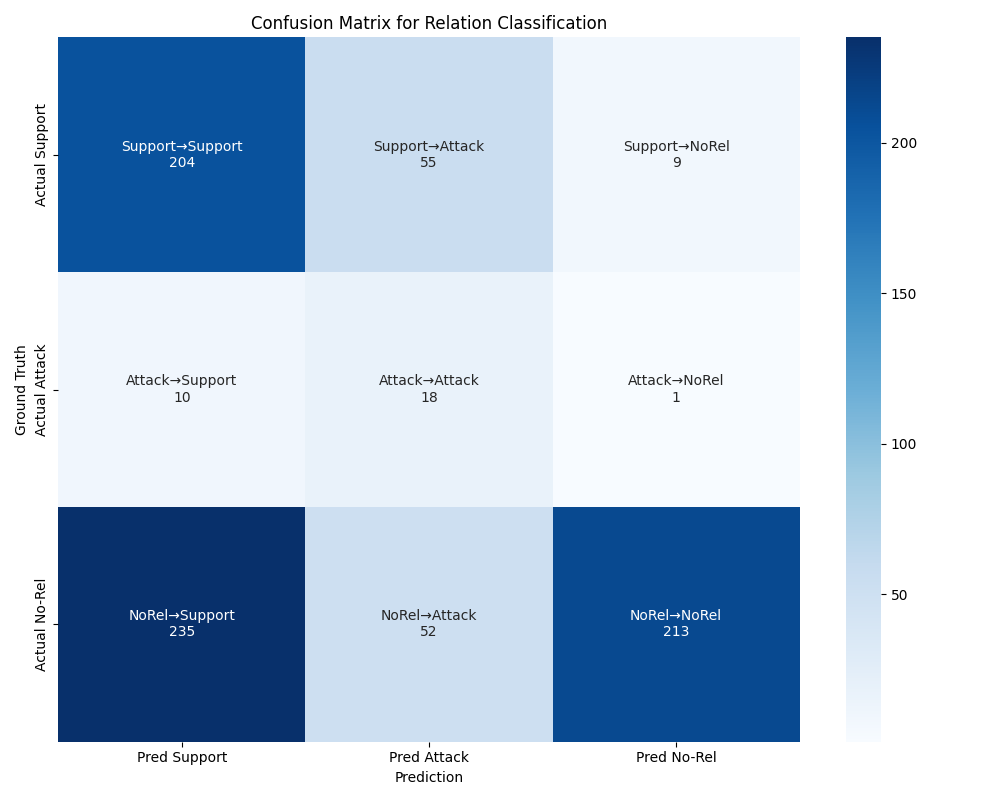 Confusion Matrix for Relation Classification
Ground Truth
Actual Support
Actual Attack
Actual No-Rel
Support→Support
204
Support→Attack
55
Support→NoRel
9
Attack→Support
10
Attack→Attack
18
Attack→NoRel
1
NoRel→Support
235
NoRel→Attack
52
NoRel→NoRel
213
Pred Support
Pred Attack
Pred No-Rel
Prediction
200
150
100
50